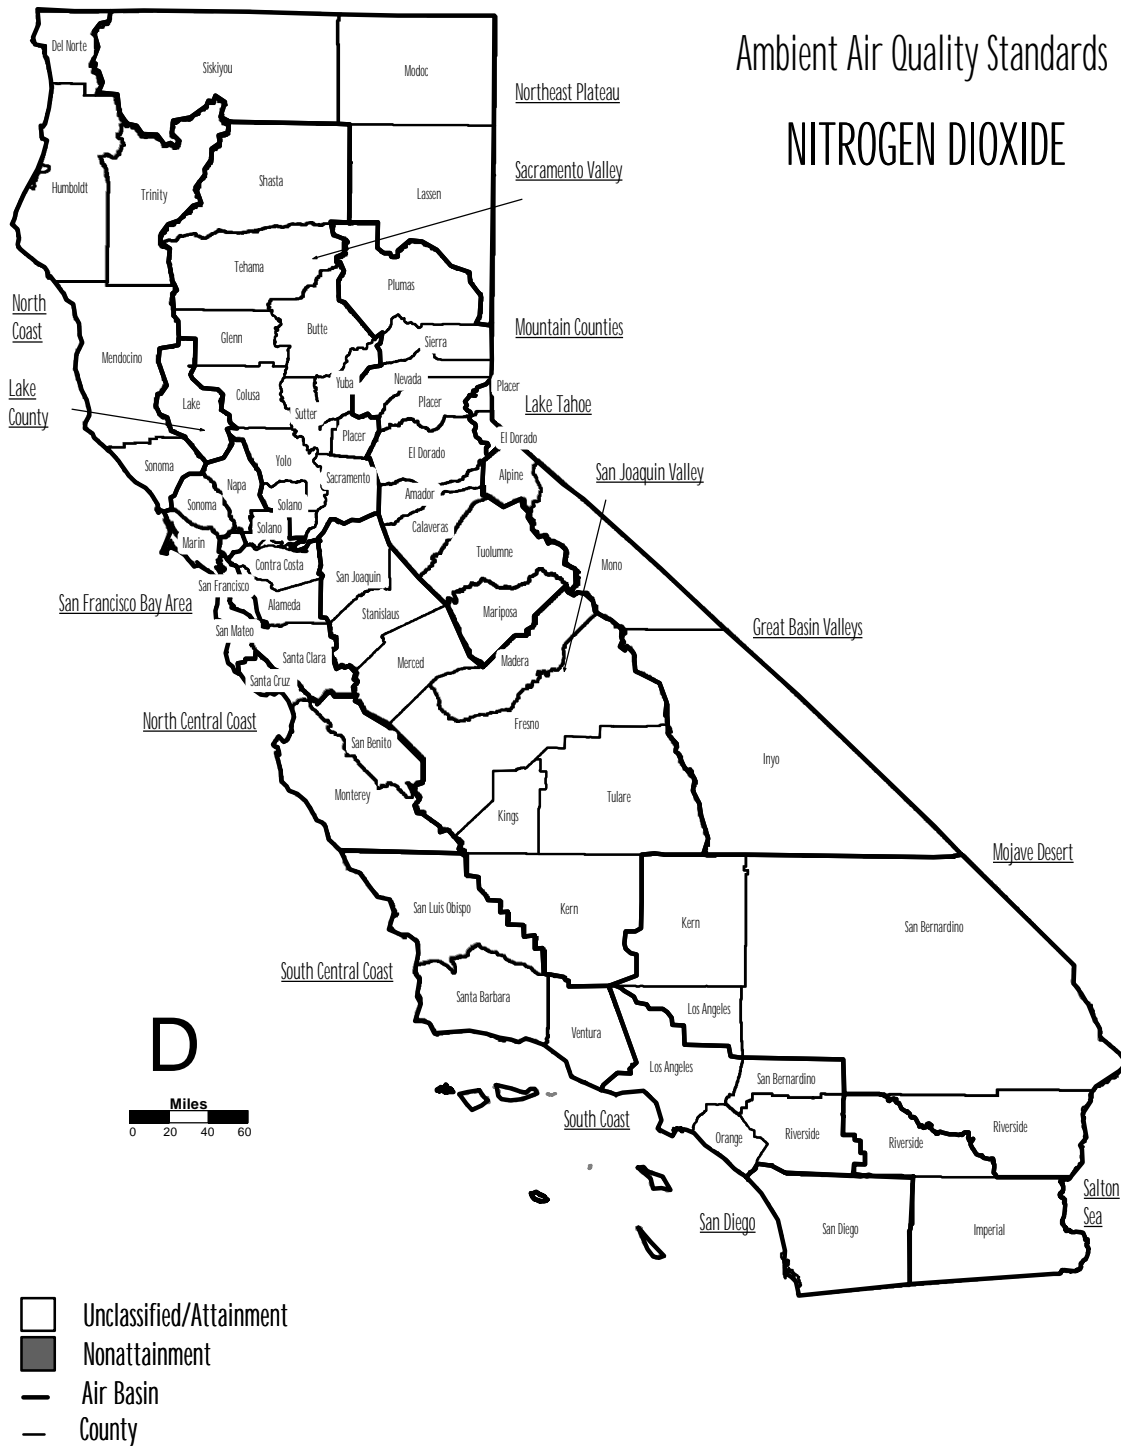 Ambient Air Quality Standards
NITROGEN DIOXIDE
Del Norte
Siskiyou
Modoc
Northeast Plateau
Sacramento Valley
Humboldt
Trinity
Shasta
Lassen
Tehama
Plumas
North
Coast
Mountain Counties
Butte
Glenn
Sierra
Mendocino
Lake
County
Lake
Colusa
Yuba
Nevada
Placer
Placer
Lake Tahoe
Sutter
Placer
El Dorado
El Dorado
Sonoma
Yolo
Napa
Sacramento
Alpine
San Joaquin Valley
Amador
Sonoma
Solano
Solano
Calaveras
Marin
Contra Costa
Tuolumne
Mono
San Francisco
San Joaquin
San Francisco Bay Area
Alameda
Stanislaus
Mariposa
San Mateo
Great Basin Valleys
Santa Clara
Merced
Madera
Santa Cruz
North Central Coast
Fresno
San Benito
Inyo
Monterey
Kings
Tulare
Mojave Desert
San Luis Obispo
Kern
Kern
San Bernardino
South Central Coast
Santa Barbara
Los Angeles
Ventura
D
Los Angeles
San Bernardino
Miles
0 20 40 60
South Coast
Orange
Riverside
Riverside
Riverside
Salton
Sea
San Diego
San Diego
Imperial
Unclassified/Attainment
Nonattainment
Air Basin
County